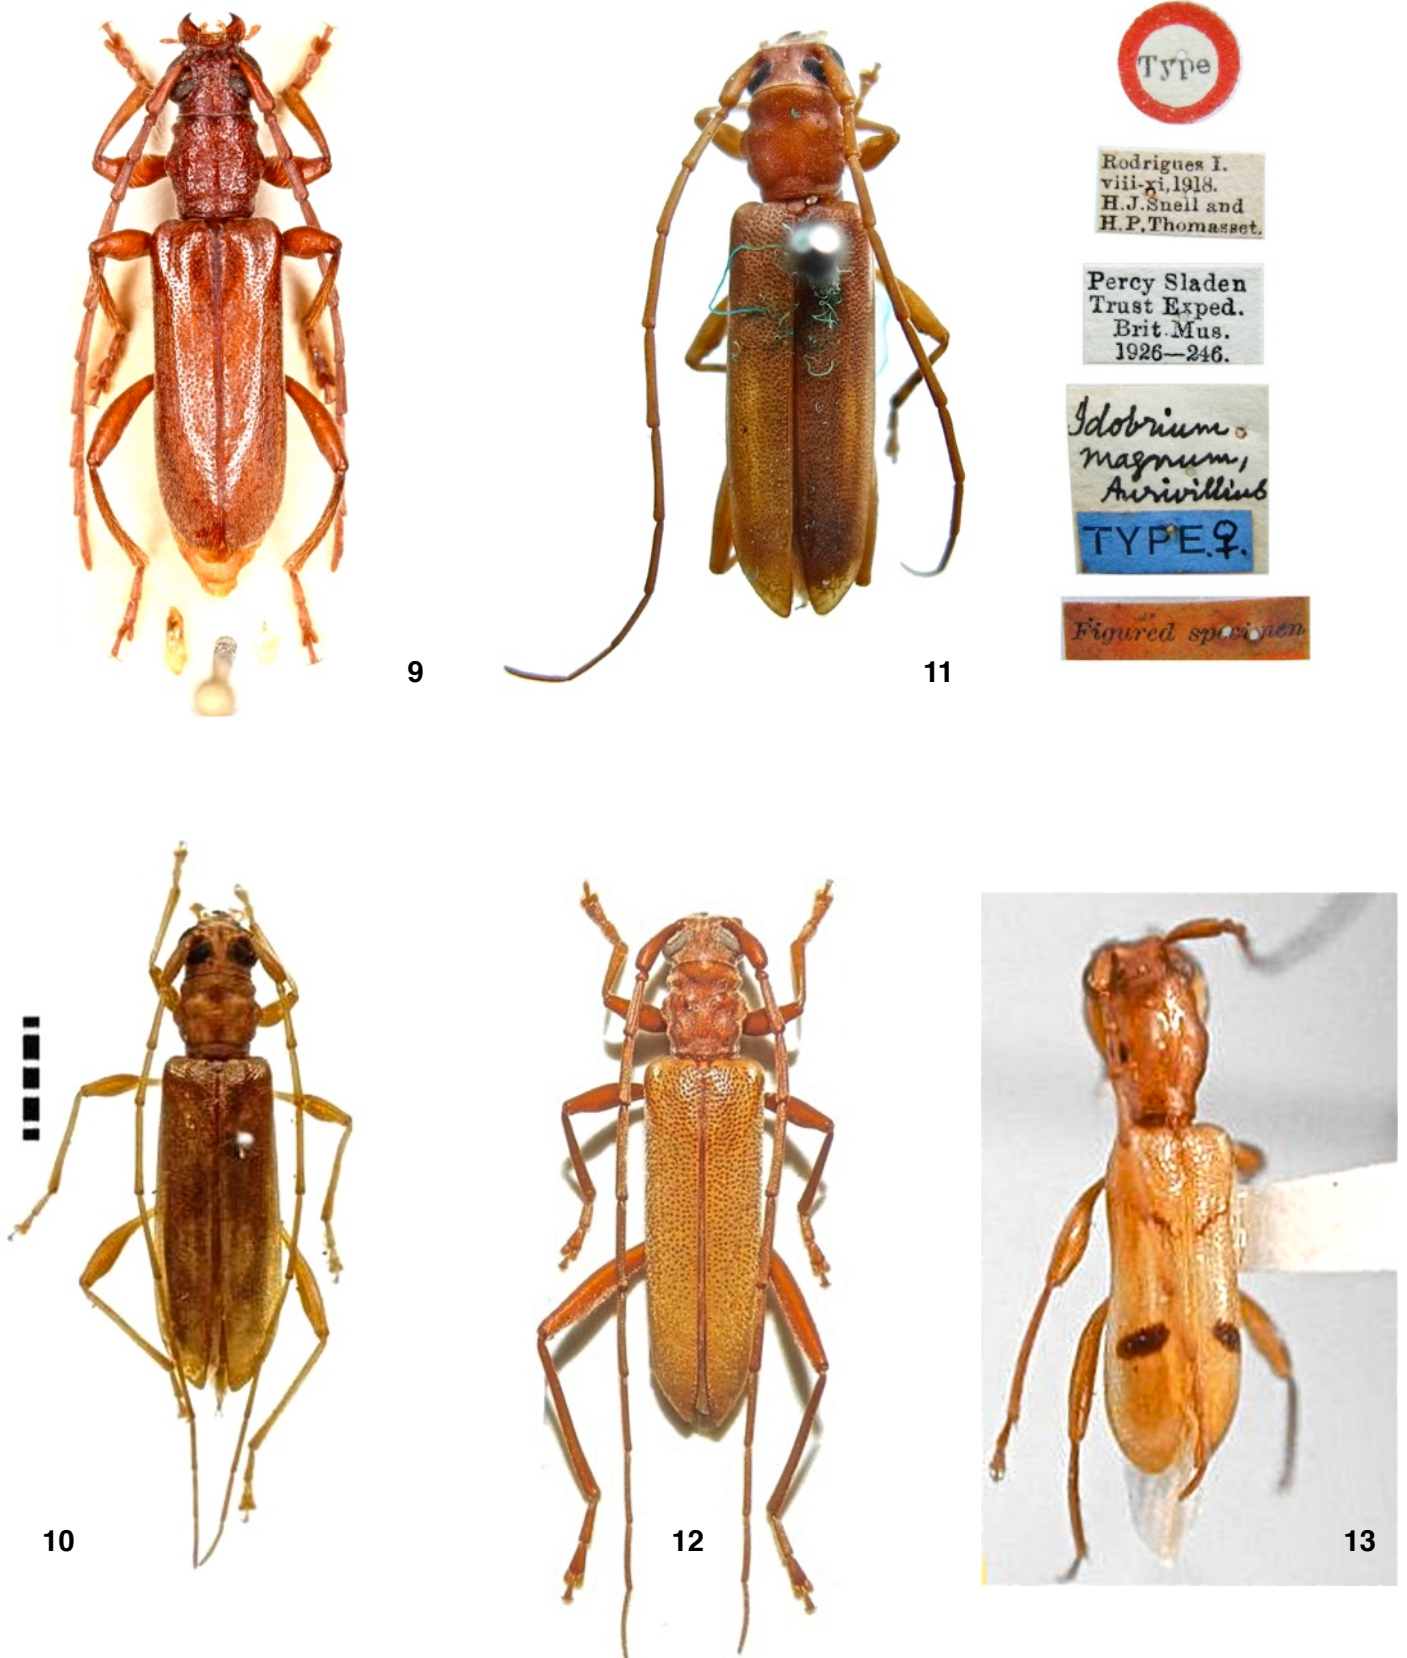 Type
Rodrigues I.
viii-xi,1918.
H.J.Snell and
H.P.Thomasset.
Percy Sladen
Trust Exped.
Brit.Mus.
1926—246.
Idobrium
magnum,
Aurivillius
TYPE.♀.
Figured specimen
9
11
10
12
13